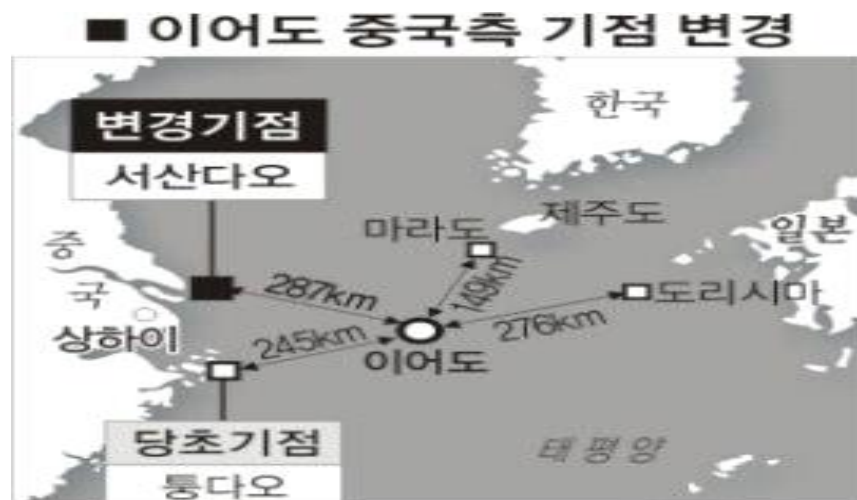 ■ 이어도 중국측 기점 변경
한국
변경기점
서산다오
제주도
마라도
일본
중국
287km
149km
276km
도리시마
상하이
245km
이어도
당초기점
퉁다오
태평양